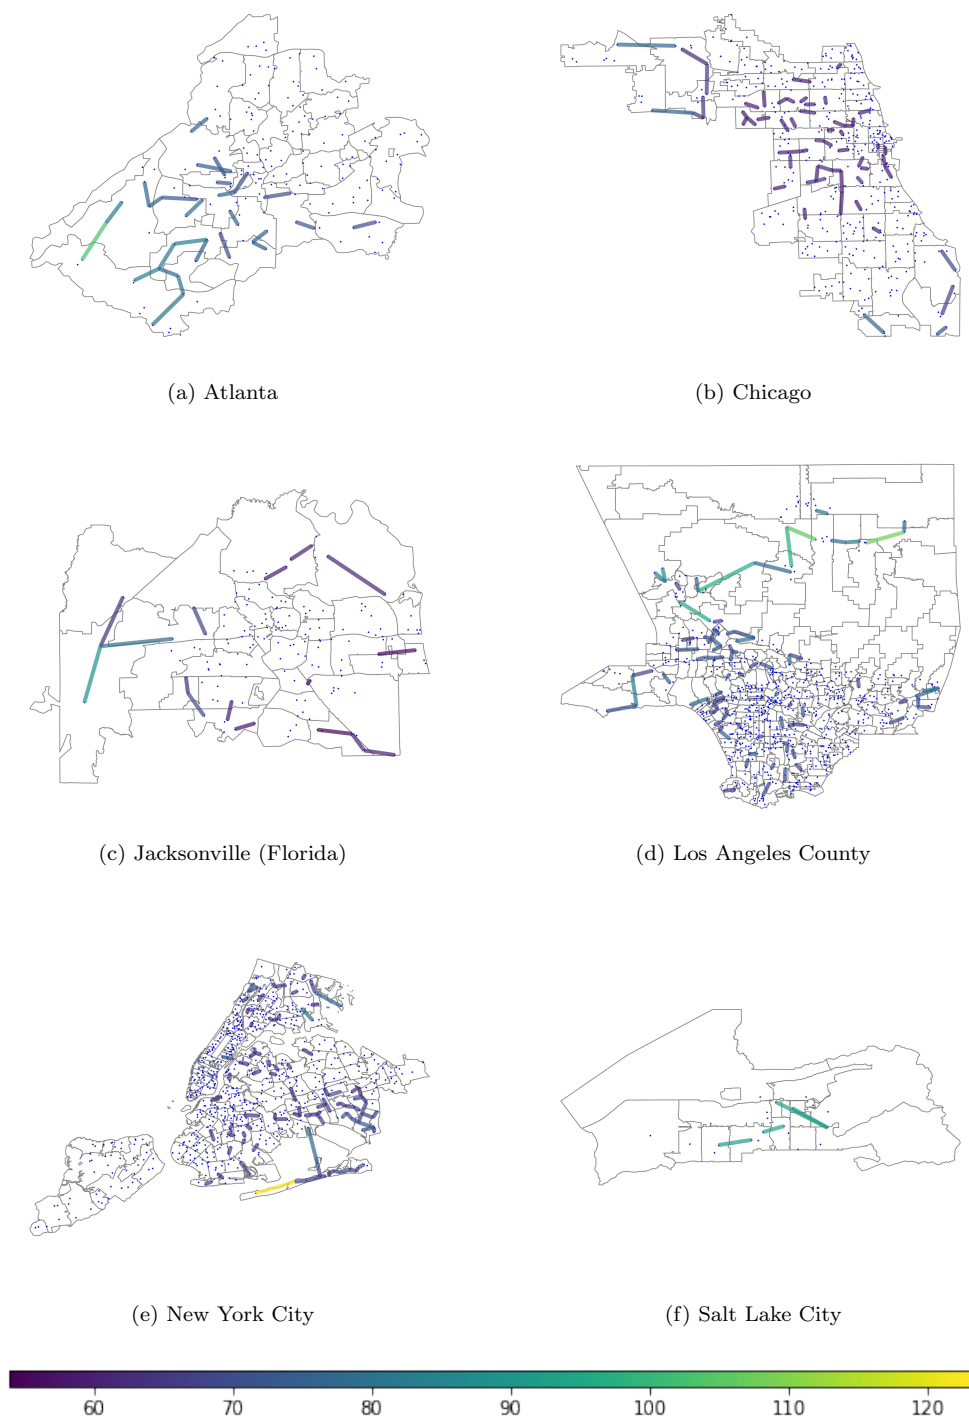 (a) Atlanta
(b) Chicago
(c) Jacksonville (Florida)
(d) Los Angeles County
(e) New York City
(f) Salt Lake City
60 70 80 90 100 110 120